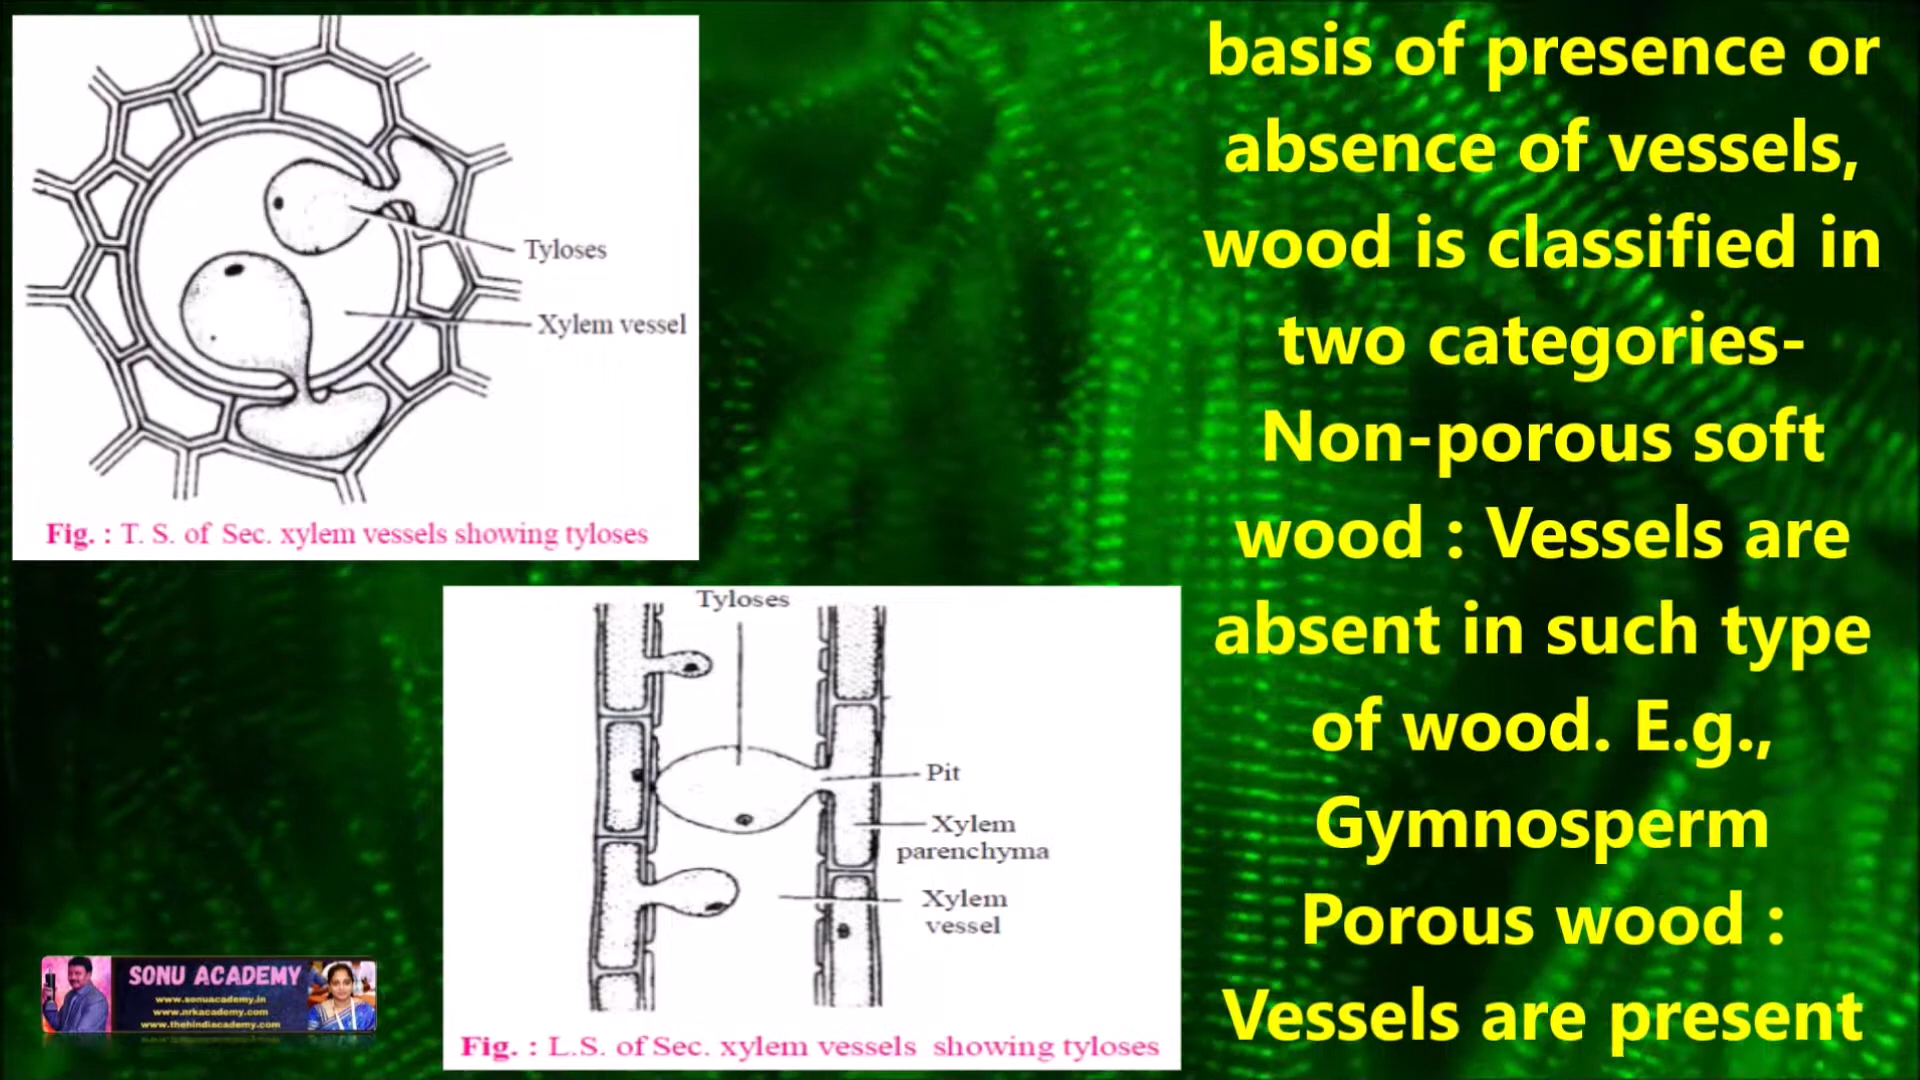 Tyloses
Xylem vessel
Fig. : T. S. of Sec. xylem vessels showing tyloses
Tyloses
Pit
Xylem
parenchyma
Xylem
vessel
Fig. : L.S. of Sec. xylem vessels showing tyloses
basis of presence or
absence of vessels,
wood is classified in
two categories-
Non-porous soft
wood : Vessels are
absent in such type
of wood. E.g.,
Gymnosperm
Porous wood :
Vessels are present
SONU ACADEMY
www.sonuacademy.in
www.nrkacademy.com
www.thehindiacademy.com